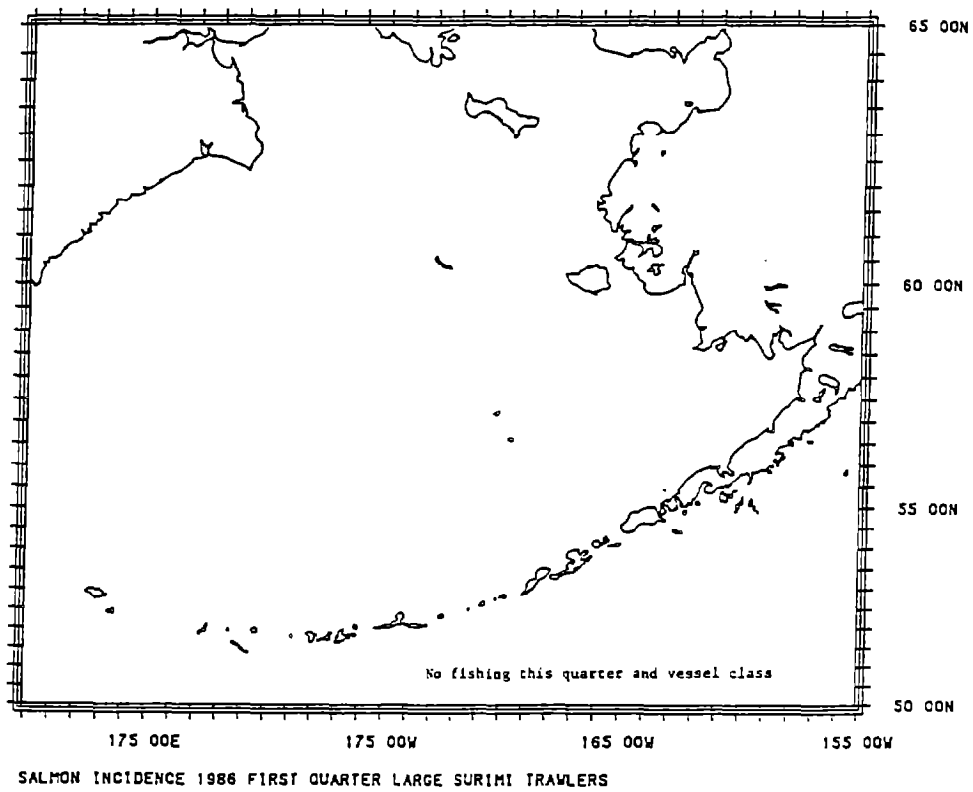 65 00N
60 00N
55 00N
No fishing this quarter and vessel class
50 00N
175 00E 175 00W 165 00W 155 00W
SALMON INCIDENCE 1986 FIRST QUARTER LARGE SURIMI TRAWLERS